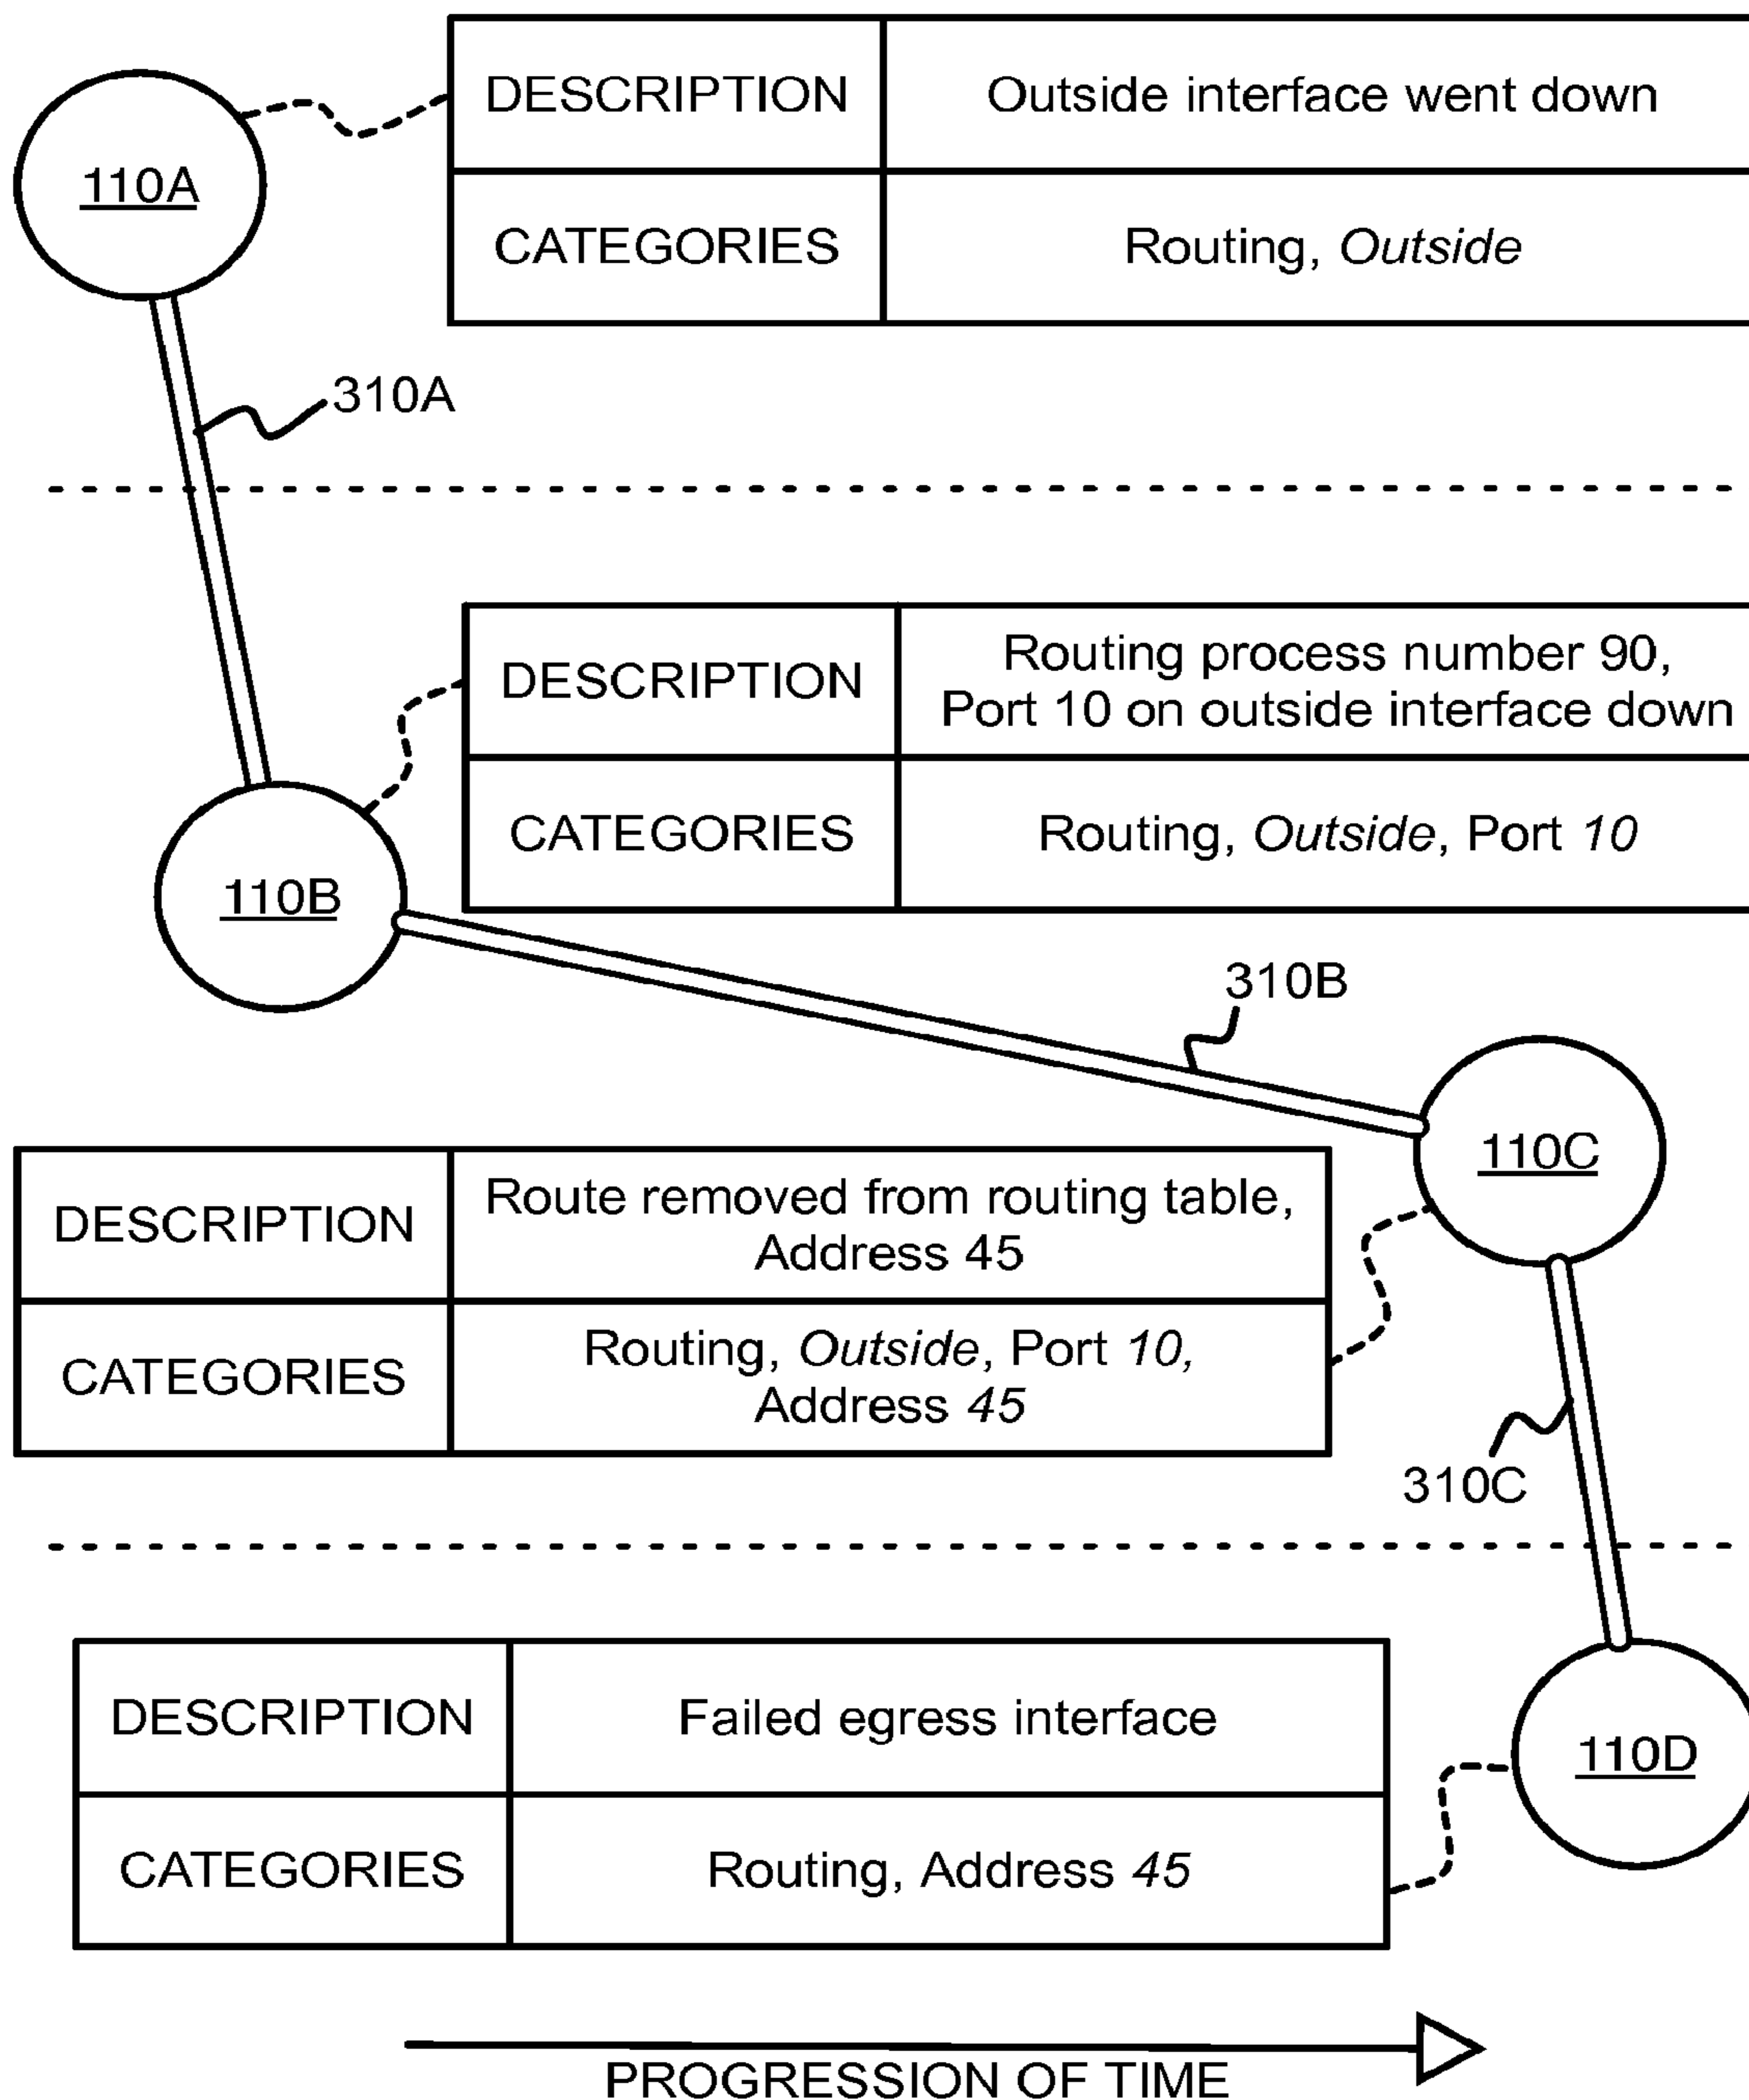 110A
DESCRIPTION
Outside interface went down
CATEGORIES
Routing, Outside
310A
DESCRIPTION
Routing process number 90,
Port 10 on outside interface down
CATEGORIES
Routing, Outside, Port 10
110B
310B
110C
DESCRIPTION
Route removed from routing table,
Address 45
CATEGORIES
Routing, Outside, Port 10,
Address 45
310C
DESCRIPTION
Failed egress interface
110D
CATEGORIES
Routing, Address 45
PROGRESSION OF TIME